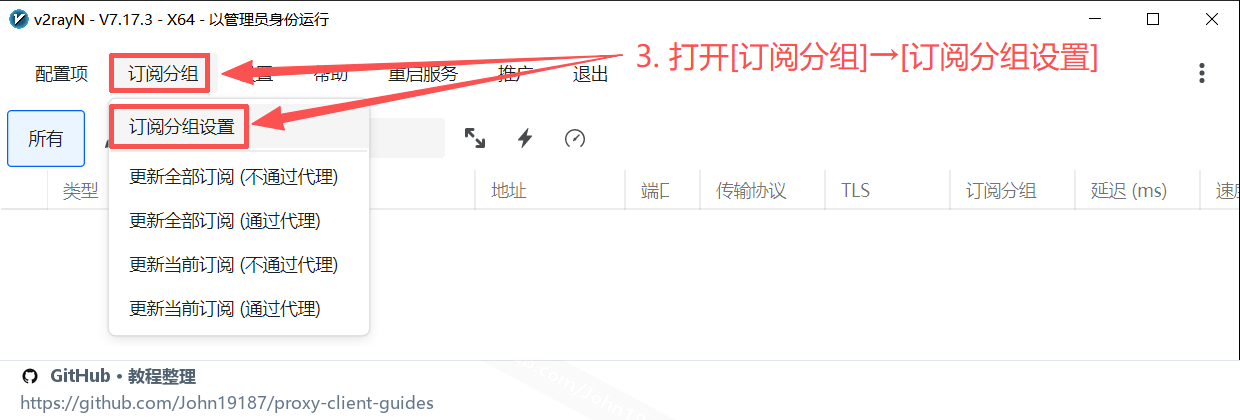 v2rayN - V7.17.3 - X64 - 以管理员身份运行
3. 打开[订阅分组]→[订阅分组设置]
配置项 订阅分组 置 帮助 重启服务 推广 退出
所有 订阅分组设置
更新全部订阅 (不通过代理)
更新全部订阅 (通过代理)
更新当前订阅 (不通过代理)
更新当前订阅 (通过代理)
类型 地址 端口 传输协议 TLS 订阅分组 延迟 (ms) 速度
GitHub • 教程整理
https://github.com/John19187/proxy-client-guides